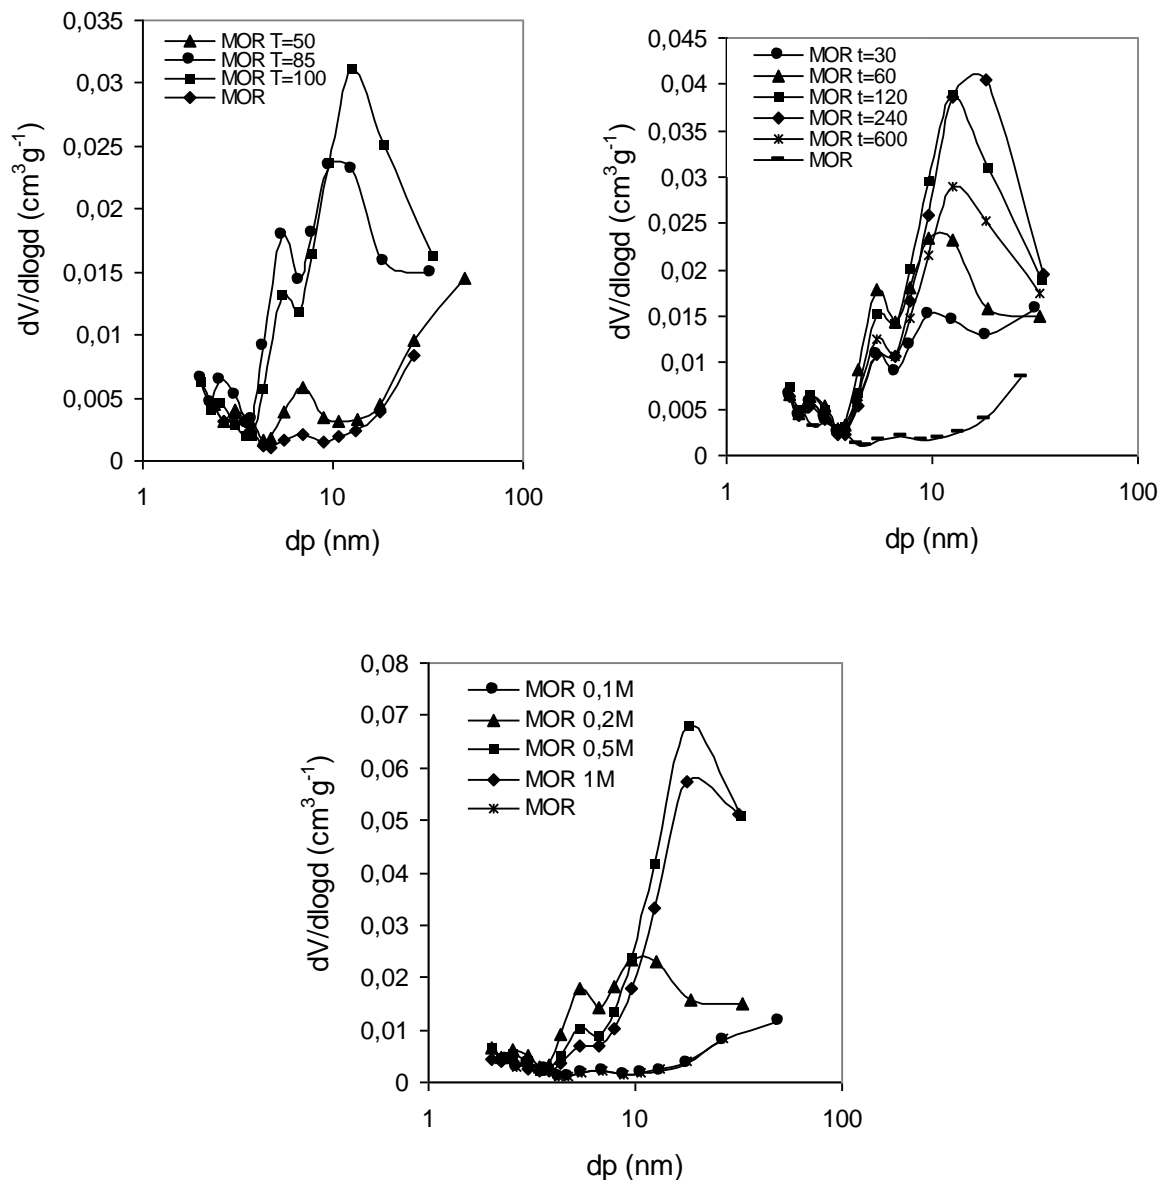 0,035
0,03
0,025
0,02
0,015
0,01
0,005
0
dV/dlogd (cm³g⁻¹)
MOR T=50
MOR T=85
MOR T=100
MOR
1 10 100
dp (nm)
0,045
0,04
0,035
0,03
0,025
0,02
0,015
0,01
0,005
0
dV/dlogd (cm³g⁻¹)
MOR t=30
MOR t=60
MOR t=120
MOR t=240
MOR t=600
MOR
1 10 100
dp (nm)
0,08
0,07
0,06
0,05
0,04
0,03
0,02
0,01
0
dV/dlogd (cm³g⁻¹)
MOR 0,1M
MOR 0,2M
MOR 0,5M
MOR 1M
MOR
1 10 100
dp (nm)